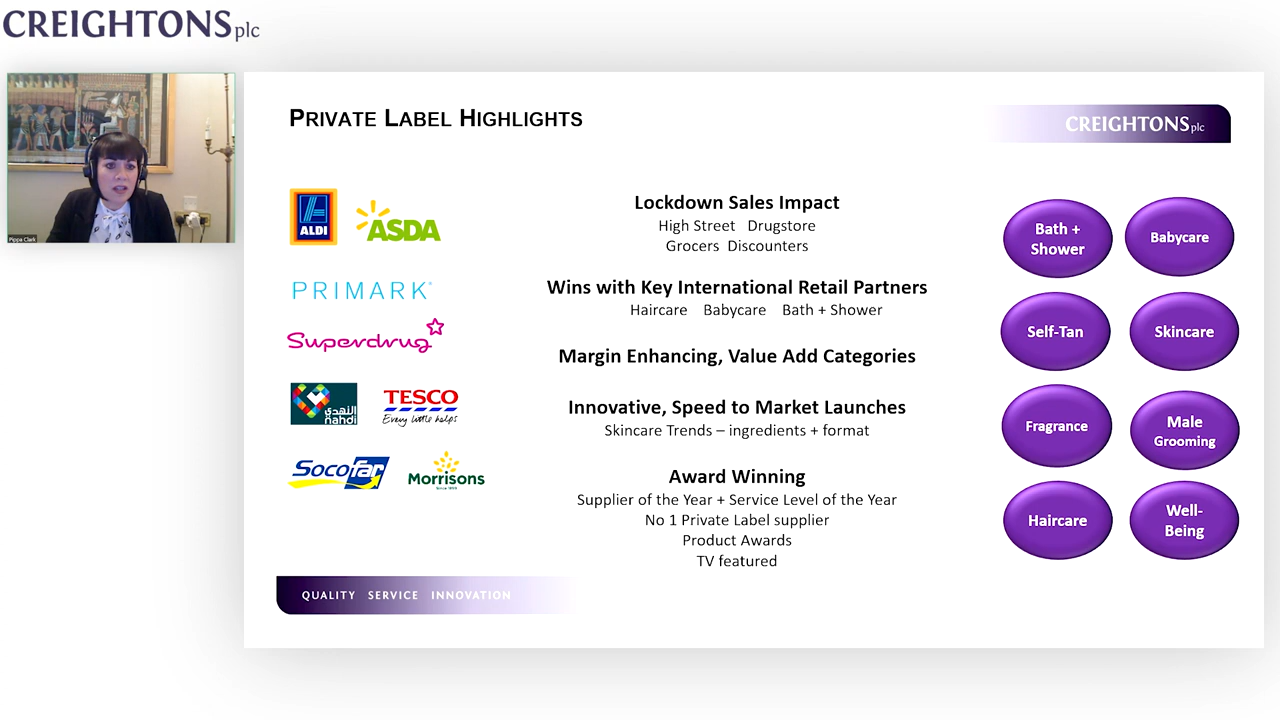 CREIGHTONS plc
Pippa Clark
PRIVATE LABEL HIGHLIGHTS
CREIGHTONS plc
ALDI
ASDA
PRIMARK
Superdrug
النهدي
nahdi
TESCO
Every little helps
Socofar
Morrisons
Since 1899
Lockdown Sales Impact
High Street Drugstore
Grocers Discounters
Wins with Key International Retail Partners
Haircare Babycare Bath + Shower
Margin Enhancing, Value Add Categories
Innovative, Speed to Market Launches
Skincare Trends – ingredients + format
Award Winning
Supplier of the Year + Service Level of the Year
No 1 Private Label supplier
Product Awards
TV featured
Bath +
Shower
Babycare
Self-Tan
Skincare
Fragrance
Male
Grooming
Haircare
Well-
Being
QUALITY SERVICE INNOVATION